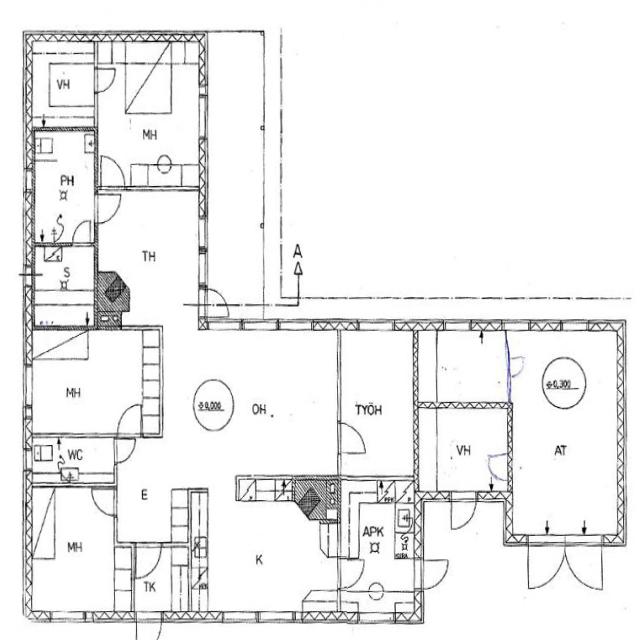 VH
MH
PH
TH
A
S
MH
±0,000
OH
TYÖH
±0,300
VH
AT
WC
E
MH
TK
K
APK